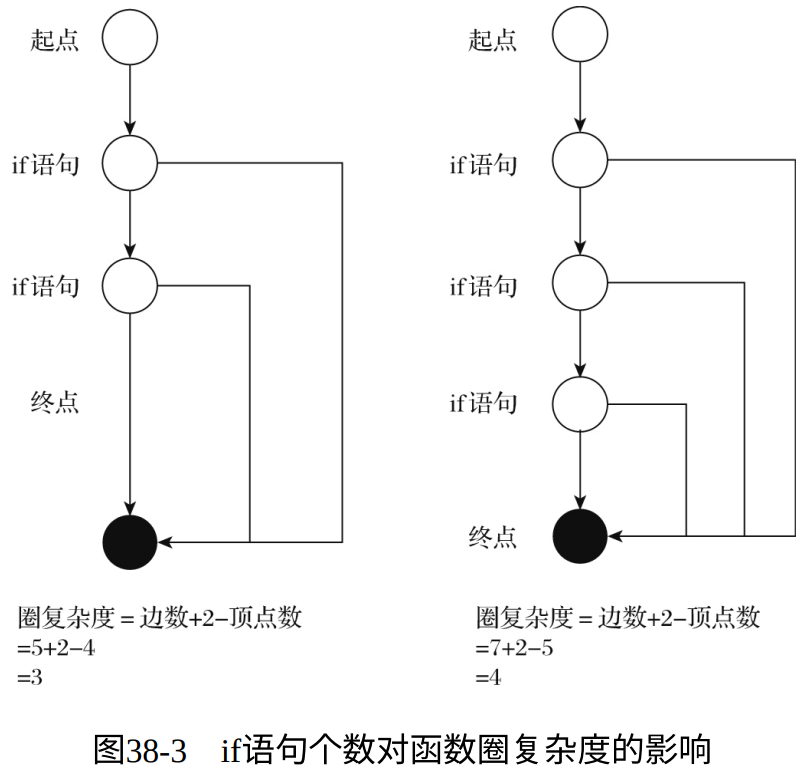 起点
if语句
if语句
终点
圈复杂度 = 边数+2−顶点数
=5+2−4
=3
起点
if语句
if语句
if语句
终点
圈复杂度 = 边数+2−顶点数
=7+2−5
=4
图38-3 if语句个数对函数圈复杂度的影响